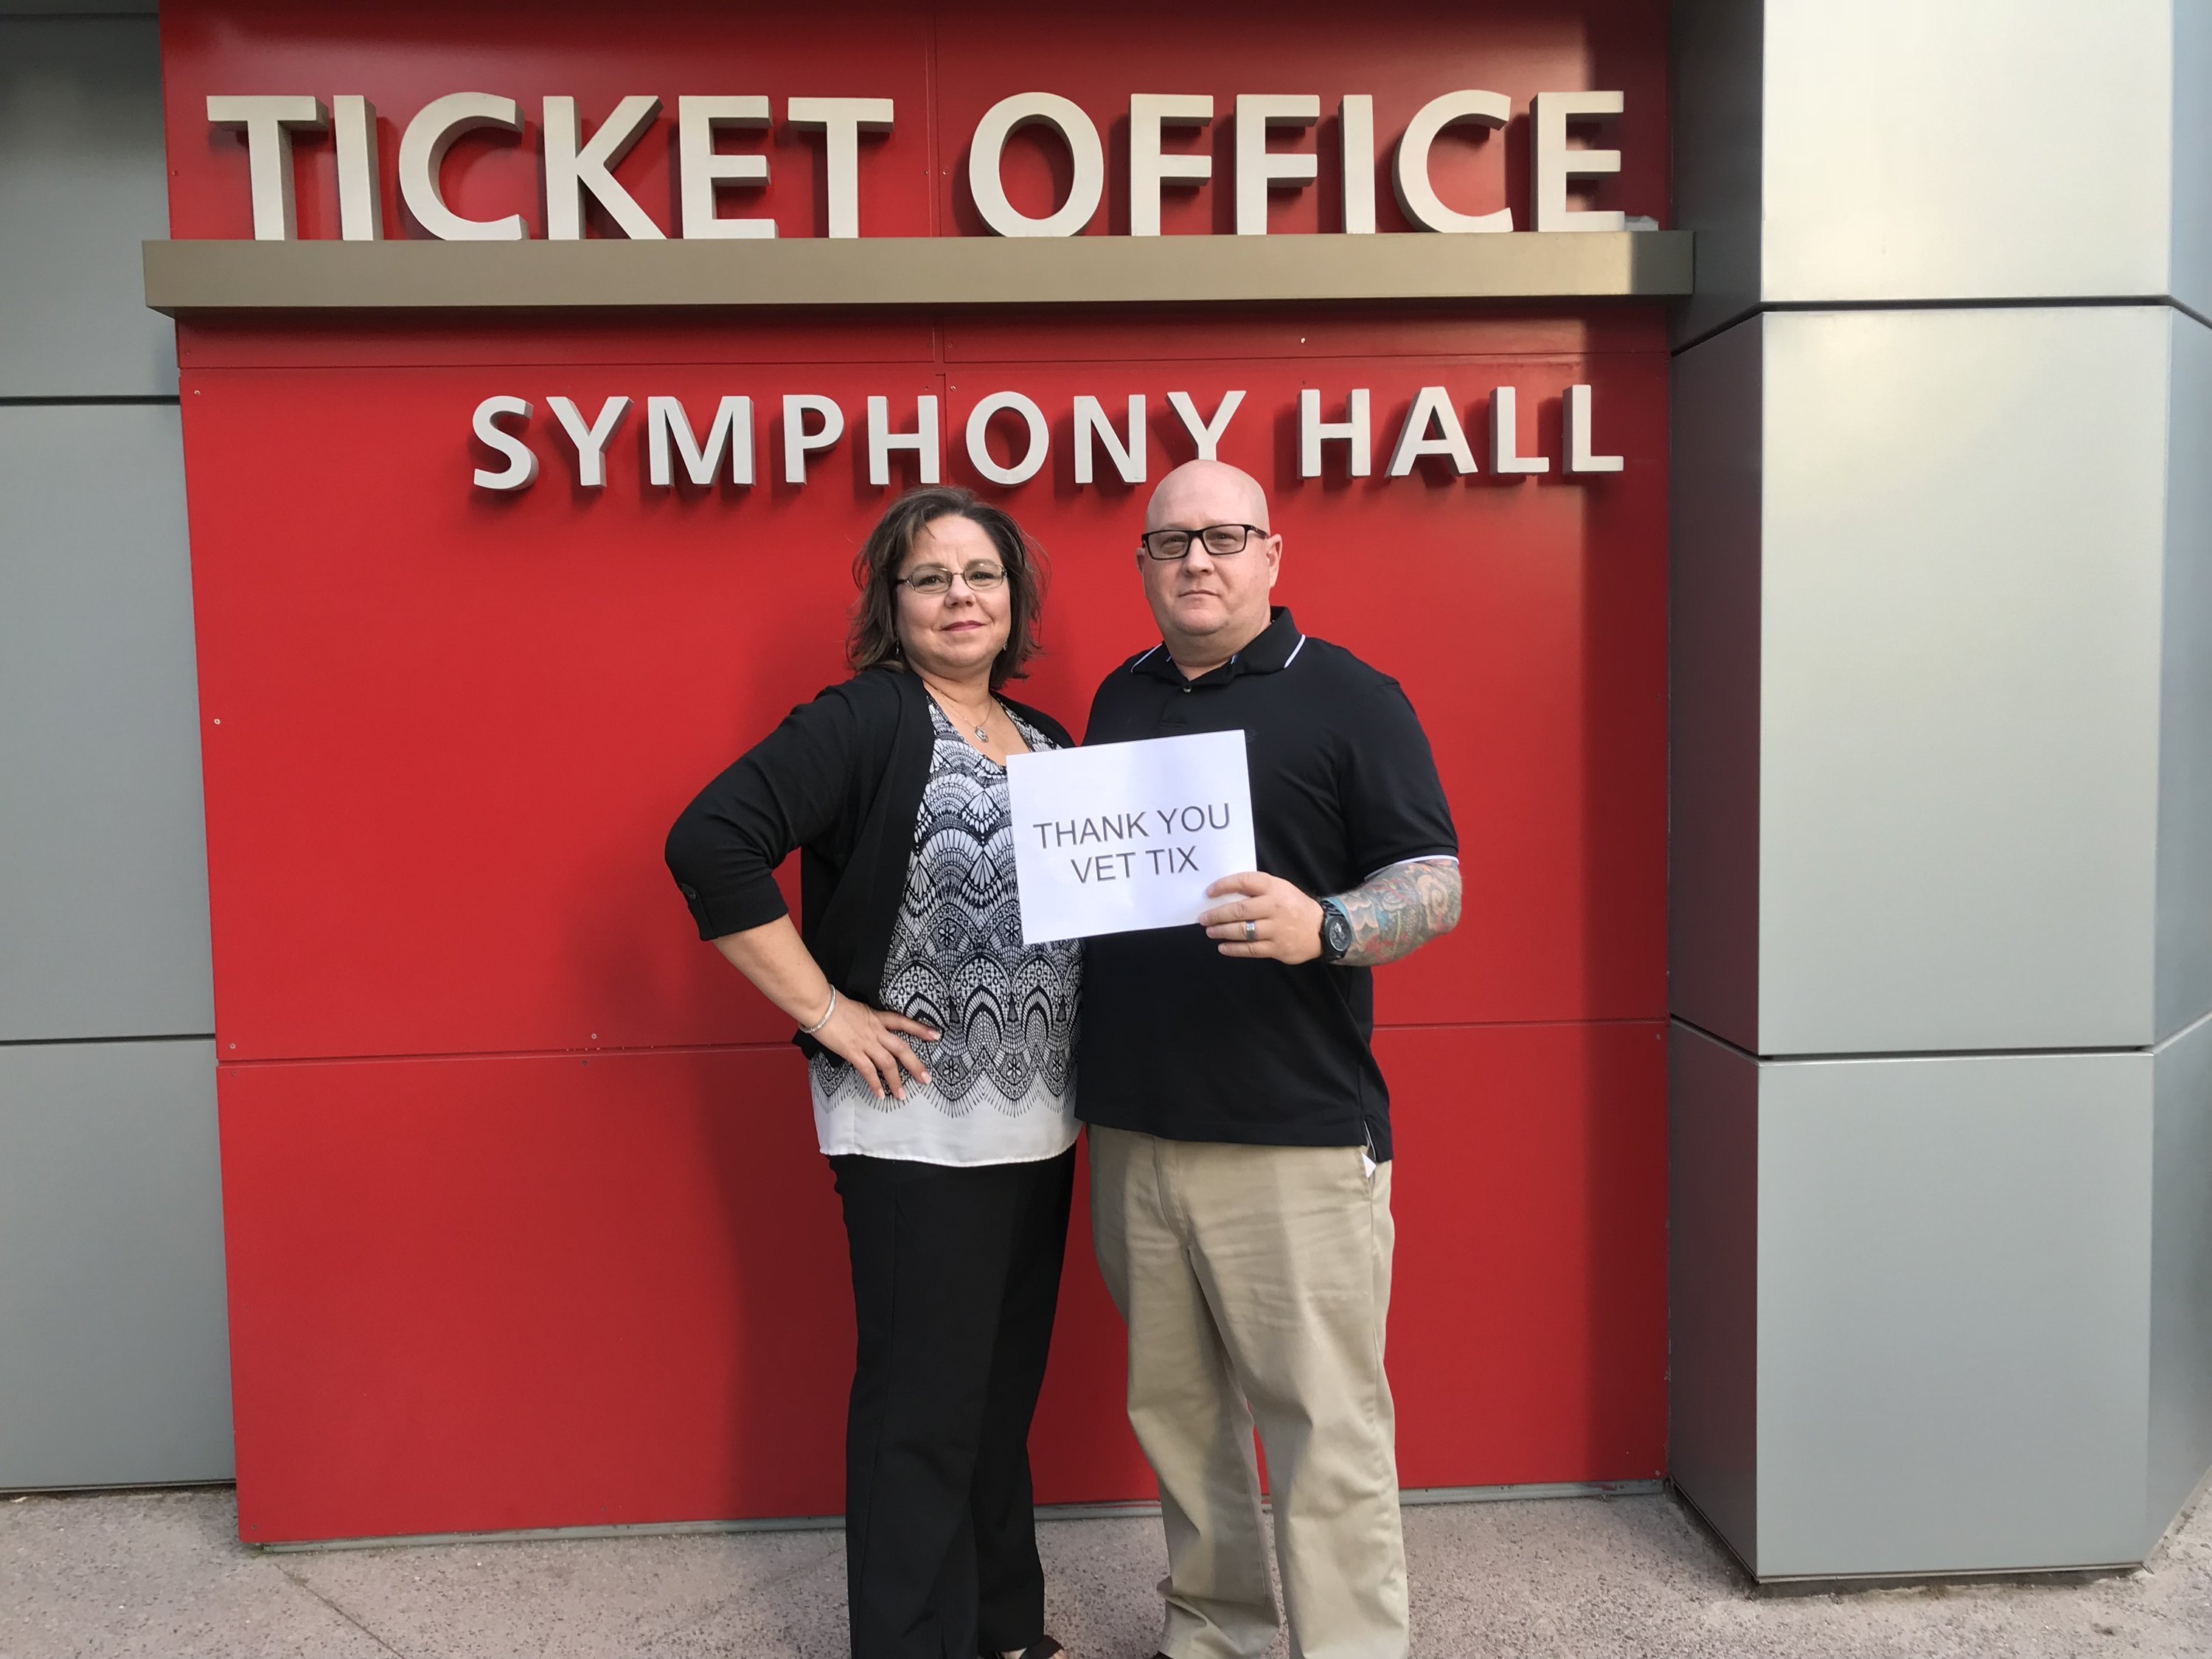 TICKET OFFICE
SYMPHONY HALL
THANK YOU
VET TIX